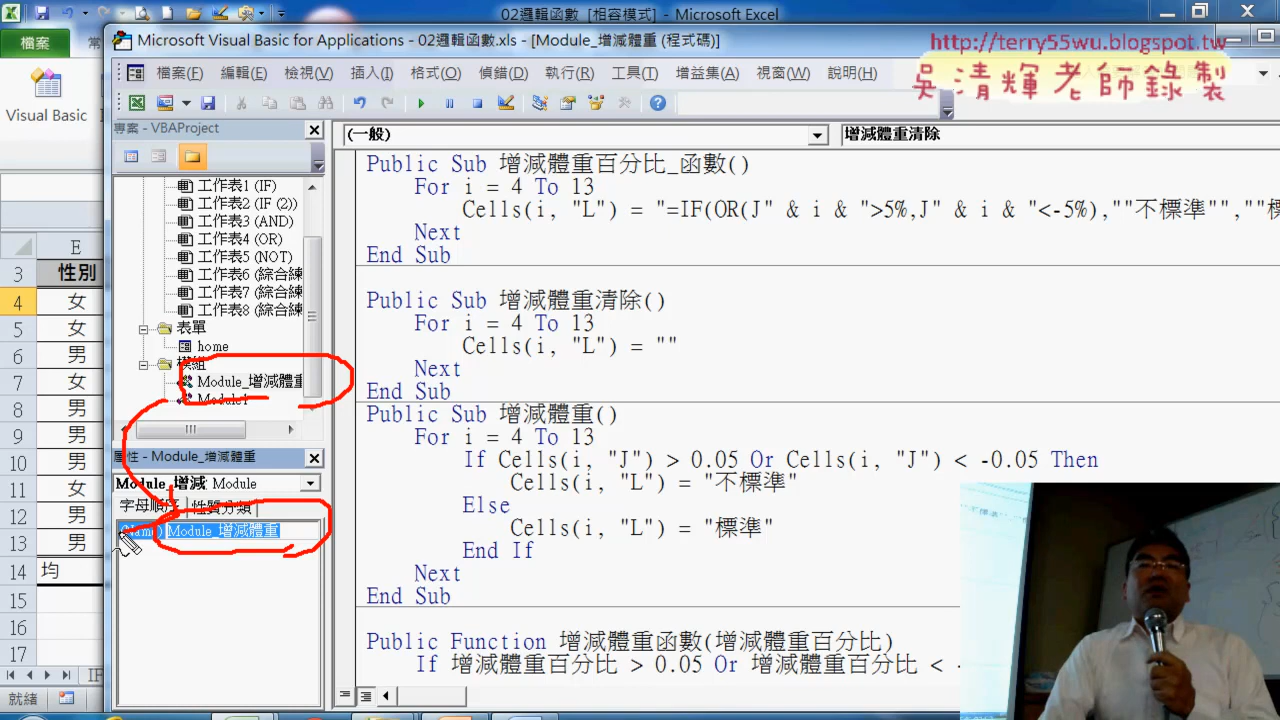 02邏輯函數 [相容模式] - Microsoft Excel
檔案
常
Visual Basic
Microsoft Visual Basic for Applications - 02邏輯函數.xls - [Module_增減體重 (程式碼)]
http://terry55wu.blogspot.tw
吳清輝老師錄製
檔案(F) 編輯(E) 檢視(V) 插入(I) 格式(O) 偵錯(D) 執行(R) 工具(T) 增益集(A) 視窗(W) 說明(H)
專案 - VBAProject
工作表1 (IF)
工作表2 (IF (2))
工作表3 (AND)
工作表4 (OR)
工作表5 (NOT)
工作表6 (綜合練
工作表7 (綜合練
工作表8 (綜合練
表單
home
模組
Module_增減體重
Module1
屬性 - Module_增減體重
Module_增減 Module
字母順序 性質分類
(Name) Module_增減體重
(一般) 增減體重清除
Public Sub 增減體重百分比_函數()
For i = 4 To 13
Cells(i, "L") = "=IF(OR(J" & i & ">5%,J" & i & "<-5%),""不標準"",""標
Next
End Sub
Public Sub 增減體重清除()
For i = 4 To 13
Cells(i, "L") = ""
Next
End Sub
Public Sub 增減體重()
For i = 4 To 13
If Cells(i, "J") > 0.05 Or Cells(i, "J") < -0.05 Then
Cells(i, "L") = "不標準"
Else
Cells(i, "L") = "標準"
End If
Next
End Sub
Public Function 增減體重函數(增減體重百分比)
If 增減體重百分比 > 0.05 Or 增減體重百分比 < -
E
3 性別
4 女
5 女
6 男
7 女
8 男
9 男
10 男
11 女
12 男
13 男
14 均
15
16
17
IF
就緒